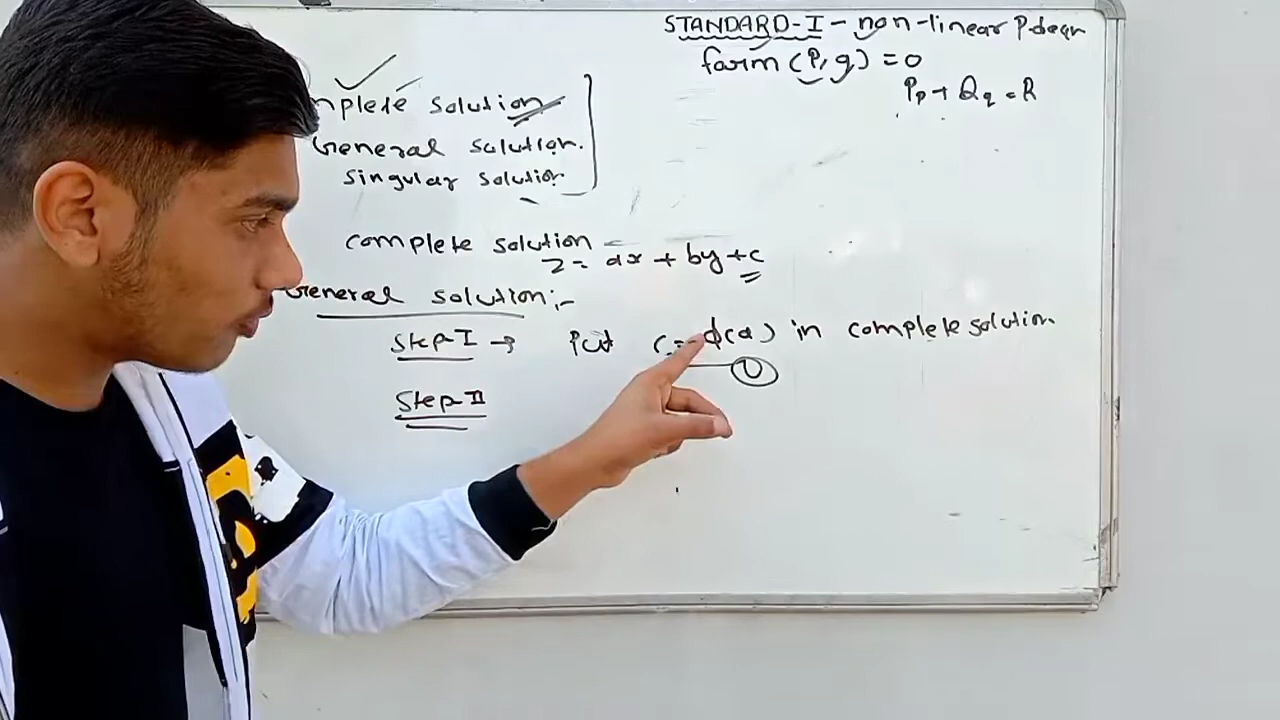 STANDARD-I - non-linear P.deqn
form (P, q) = 0
Pp + Qq = R
mplete solution
General solution.
singular solution
complete solution
z = ax + by + c
General solution:-
Step-I → Put c = ϕ(a) in complete solution
Step-II